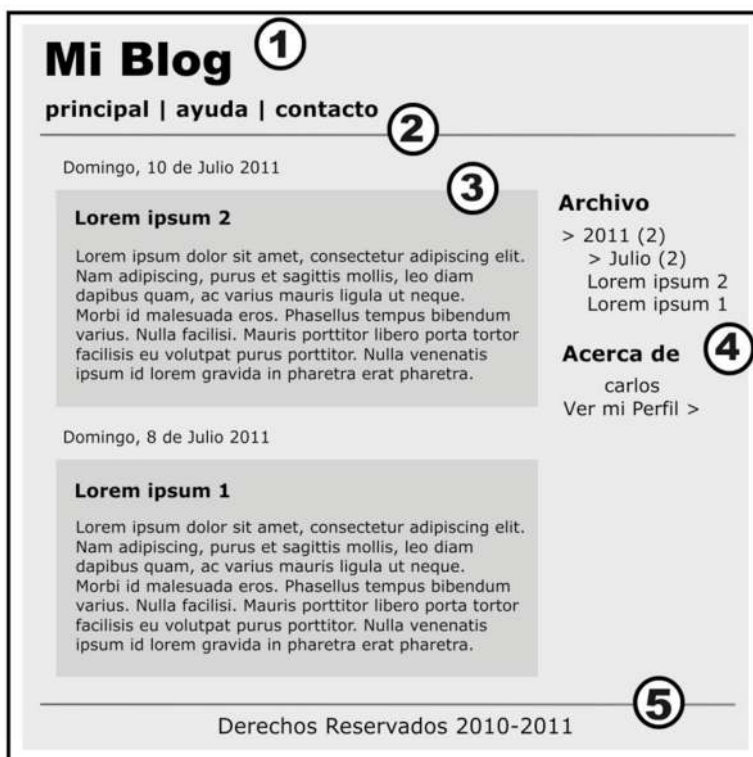 Mi Blog
1
principal | ayuda | contacto
2
Domingo, 10 de Julio 2011
3
Lorem ipsum 2
Lorem ipsum dolor sit amet, consectetur adipiscing elit.
Nam adipiscing, purus et sagittis mollis, leo diam
dapibus quam, ac varius mauris ligula ut neque.
Morbi id malesuada eros. Phasellus tempus bibendum
varius. Nulla facilisi. Mauris porttitor libero porta tortor
facilisis eu volutpat purus porttitor. Nulla venenatis
ipsum id lorem gravida in pharetra erat pharetra.
Domingo, 8 de Julio 2011
Lorem ipsum 1
Lorem ipsum dolor sit amet, consectetur adipiscing elit.
Nam adipiscing, purus et sagittis mollis, leo diam
dapibus quam, ac varius mauris ligula ut neque.
Morbi id malesuada eros. Phasellus tempus bibendum
varius. Nulla facilisi. Mauris porttitor libero porta tortor
facilisis eu volutpat purus porttitor. Nulla venenatis
ipsum id lorem gravida in pharetra erat pharetra.
Archivo
> 2011 (2)
> Julio (2)
Lorem ipsum 2
Lorem ipsum 1
Acerca de
4
carlos
Ver mi Perfil >
5
Derechos Reservados 2010-2011